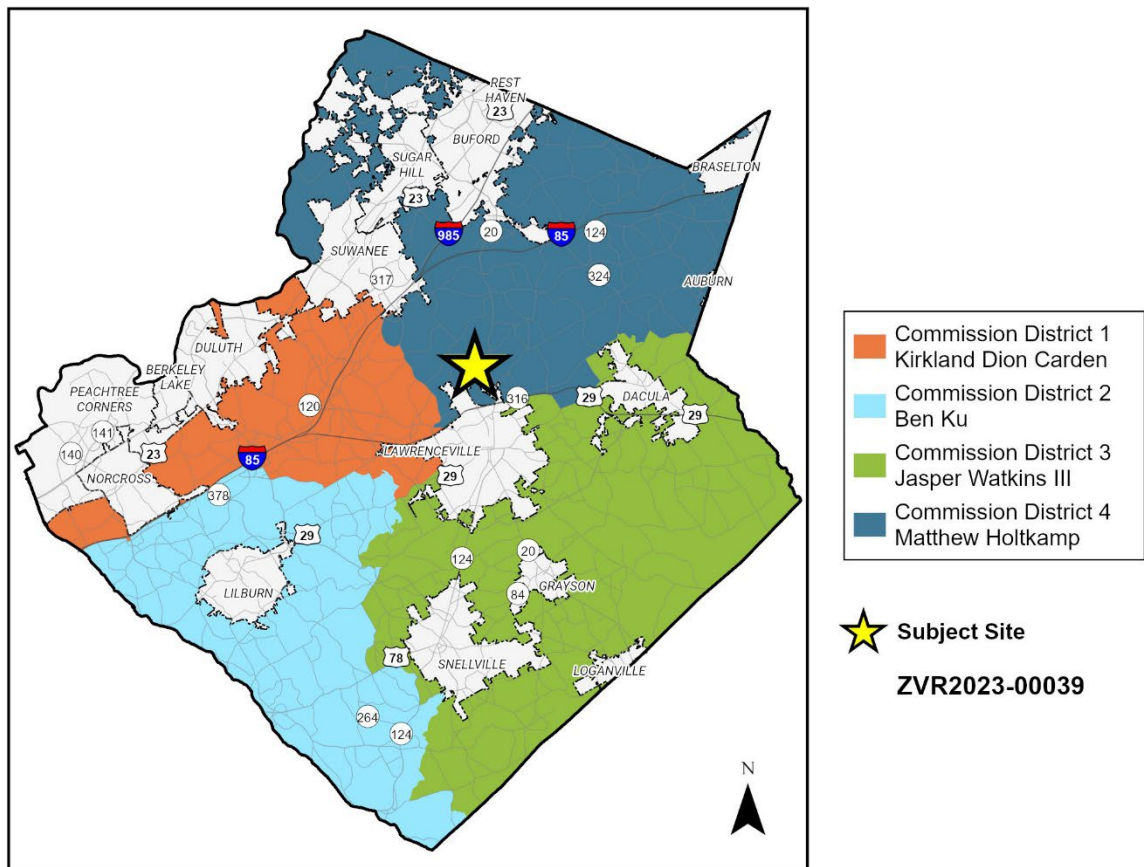 REST
HAVEN
23
BUFORD
SUGAR
HILL
23
BRASELTON
985
20
85
124
SUWANEE
317
324
AUBURN
DULUTH
BERKELEY
LAKE
PEACHTREE
CORNERS
120
316
29
DACULA
29
141
140
23
NORCROSS
85
LAWRENCEVILLE
29
378
29
LILBURN
124
20
GRAYSON
84
78
SNELLVILLE
LOGANVILLE
264
124
N
Commission District 1
Kirkland Dion Carden
Commission District 2
Ben Ku
Commission District 3
Jasper Watkins III
Commission District 4
Matthew Holtkamp
Subject Site
ZVR2023-00039